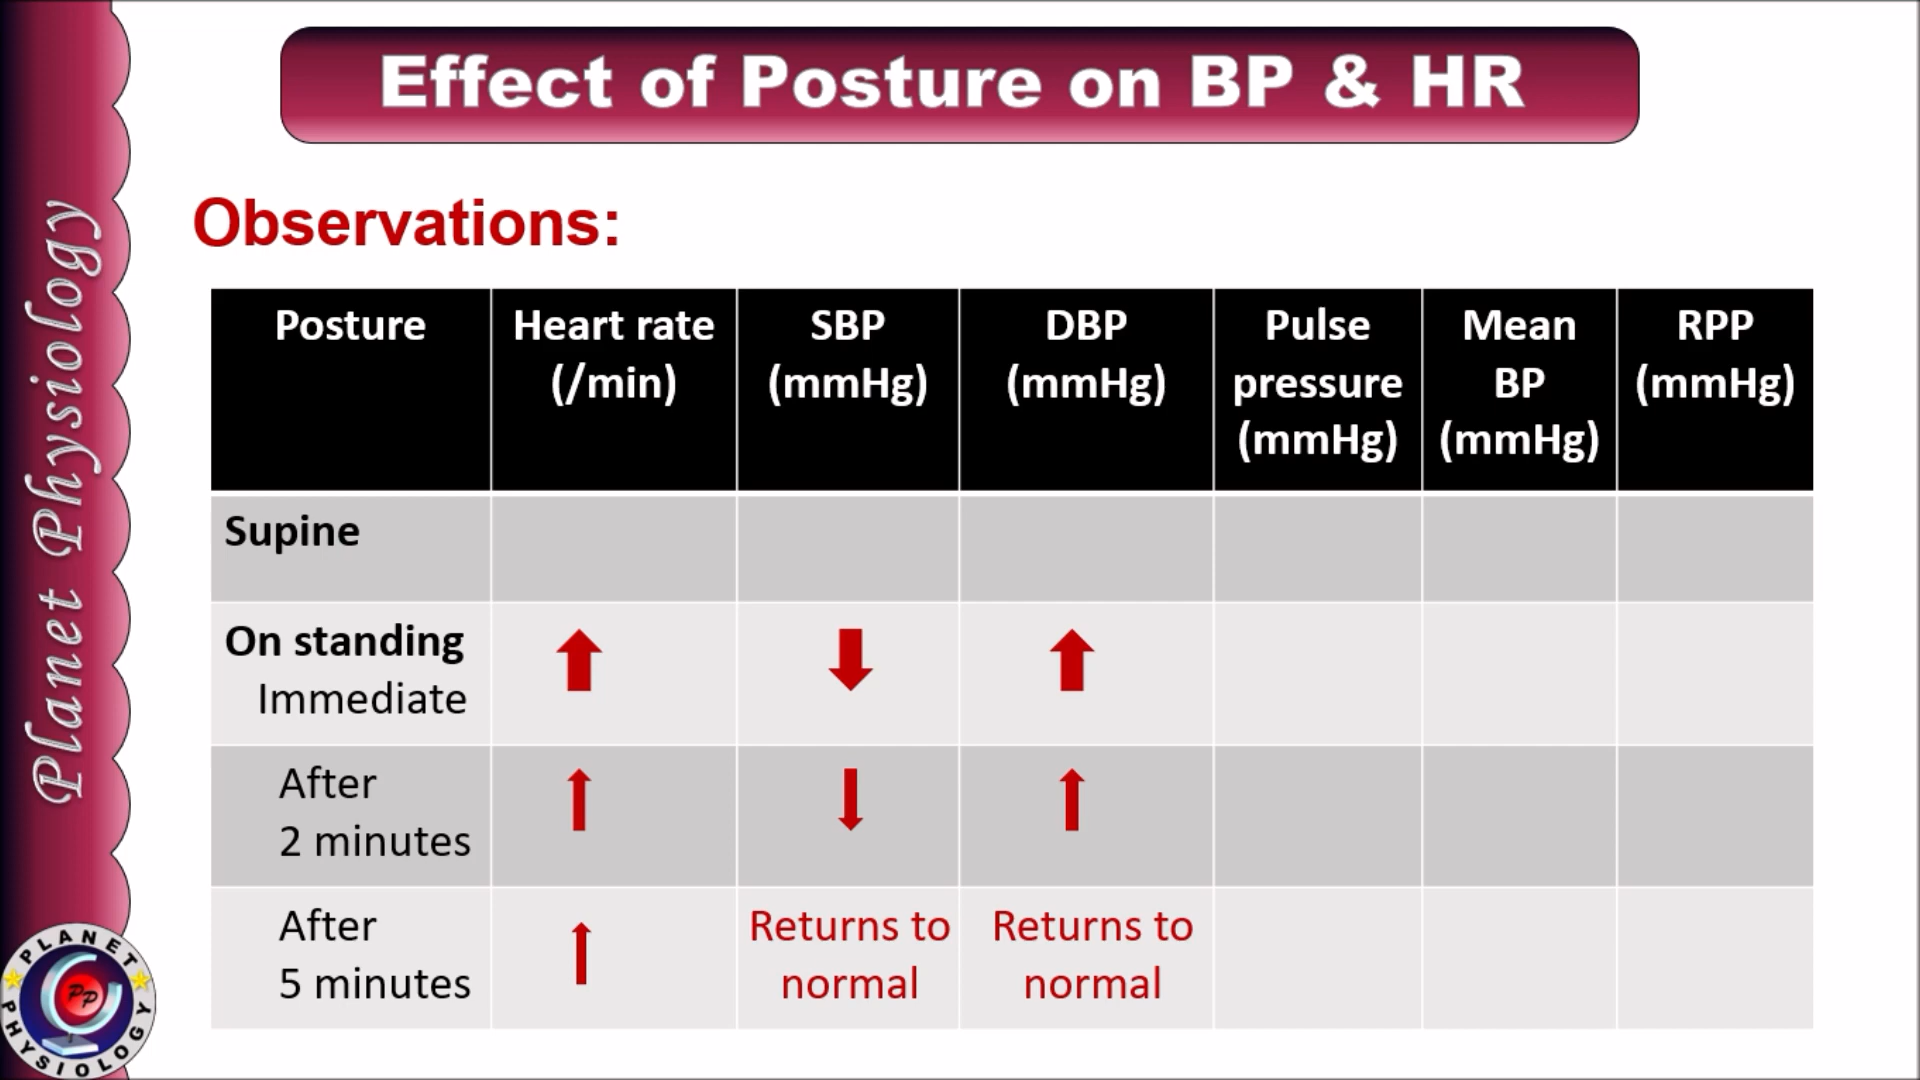 Effect of Posture on BP & HR
Observations:
Posture
Heart rate
(/min)
SBP
(mmHg)
DBP
(mmHg)
Pulse
pressure
(mmHg)
Mean
BP
(mmHg)
RPP
(mmHg)
Supine
On standing
Immediate
After
2 minutes
After
5 minutes
Returns to
normal
Returns to
normal
Planet Physiology
PLANET
PP
PHYSIOLOGY